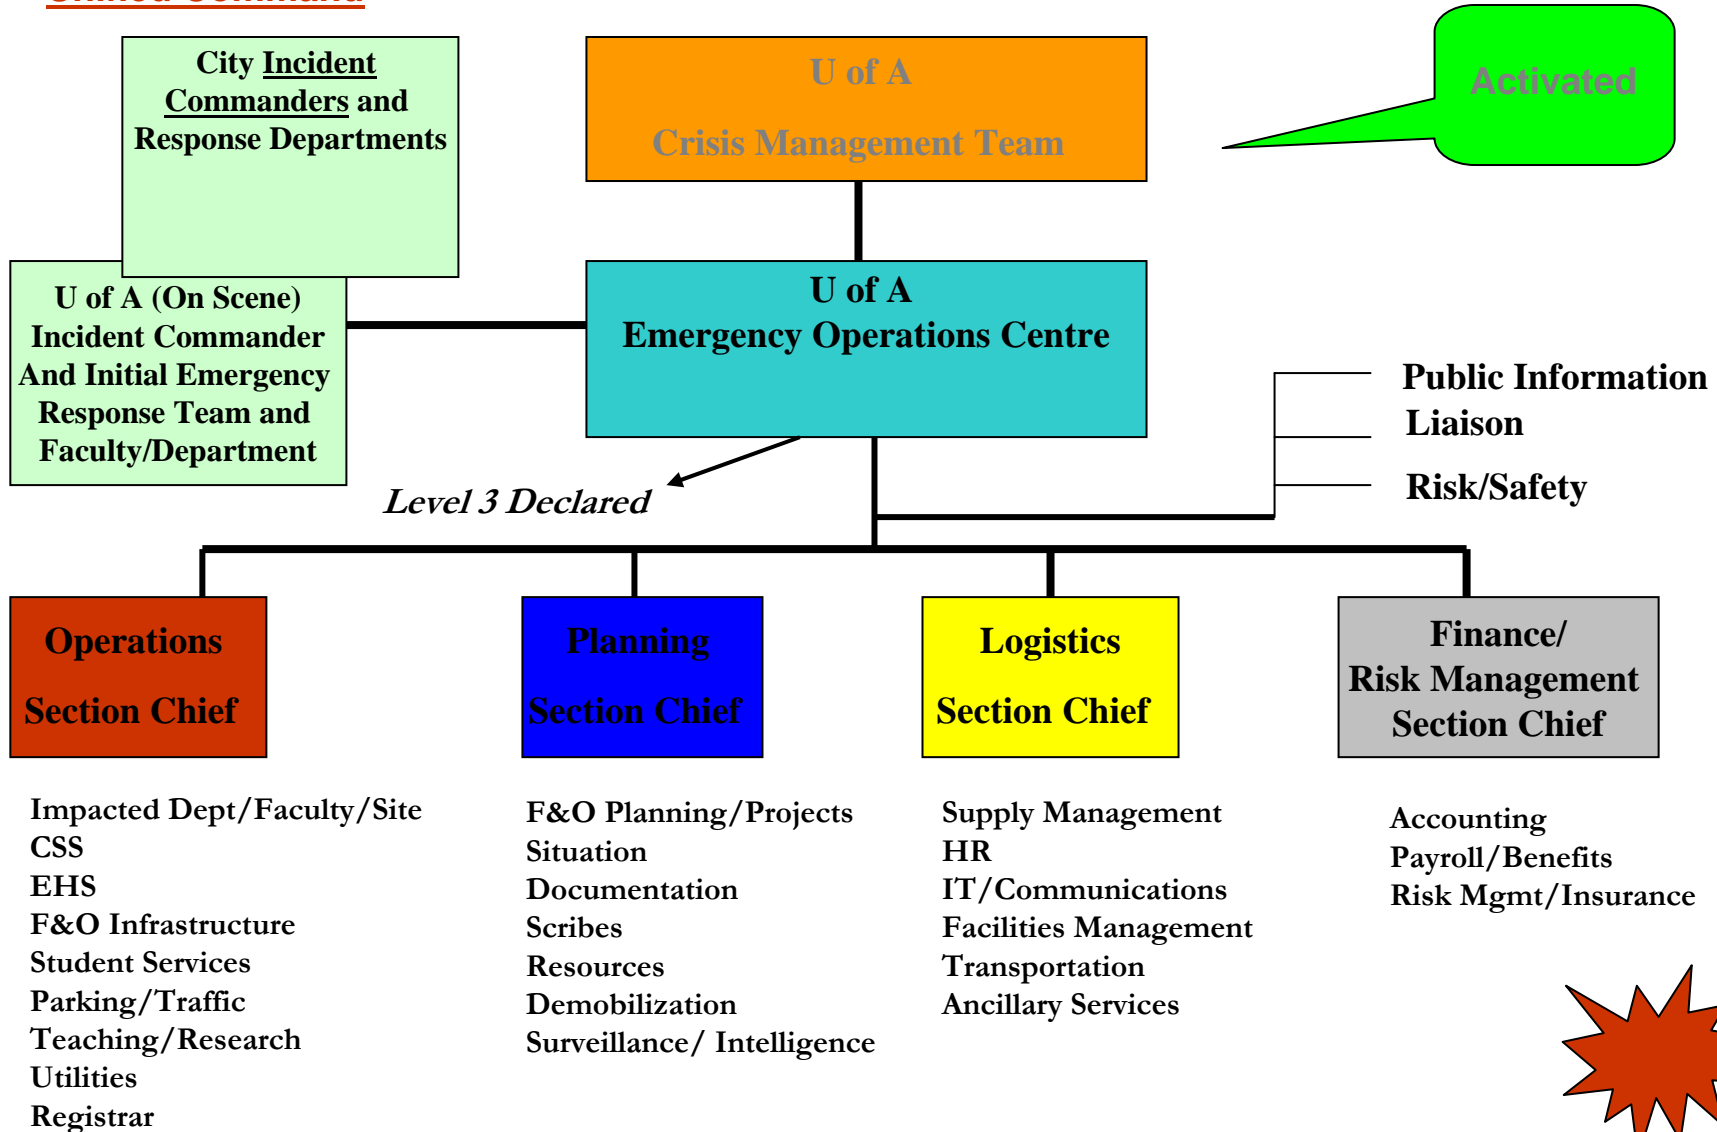 Unified Command
City Incident
Commanders and
Response Departments
U of A
Crisis Management Team
Activated
U of A (On Scene)
Incident Commander
And Initial Emergency
Response Team and
Faculty/Department
U of A
Emergency Operations Centre
Public Information
Liaison
Risk/Safety
Level 3 Declared
Operations
Section Chief
Planning
Section Chief
Logistics
Section Chief
Finance/
Risk Management
Section Chief
Impacted Dept/Faculty/Site
CSS
EHS
F&O Infrastructure
Student Services
Parking/Traffic
Teaching/Research
Utilities
Registrar
F&O Planning/Projects
Situation
Documentation
Scribes
Resources
Demobilization
Surveillance/ Intelligence
Supply Management
HR
IT/Communications
Facilities Management
Transportation
Ancillary Services
Accounting
Payroll/Benefits
Risk Mgmt/Insurance